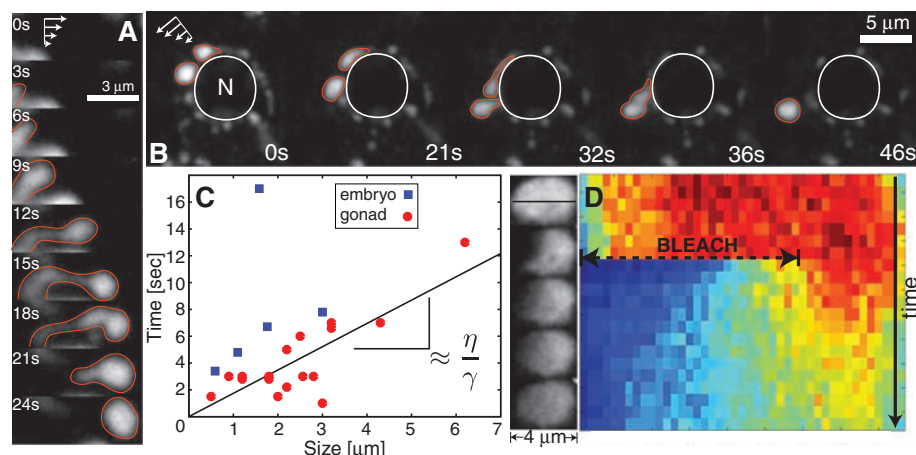 A
0s
3s
3 µm
6s
9s
12s
15s
18s
21s
24s
B
N
5 µm
0s
21s
32s
36s
46s
C
embryo
gonad
Time [sec]
16
14
12
10
8
6
4
2
0
1
2
3
4
5
6
7
Size [µm]
≈ η
γ
4 µm
D
BLEACH
time